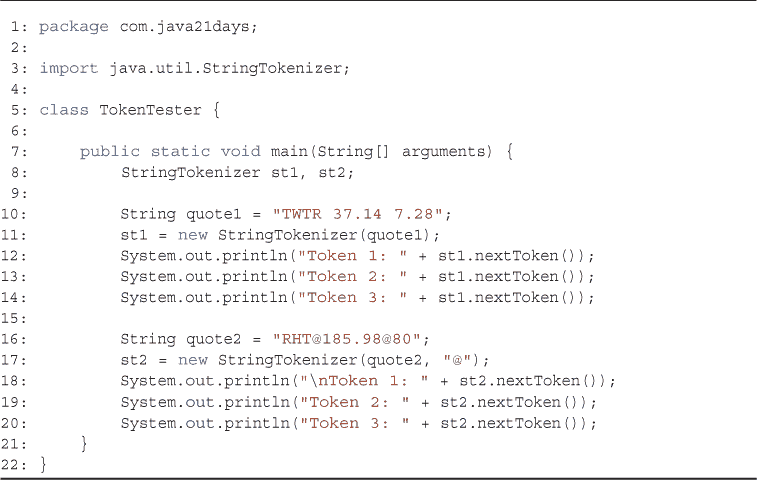 1: package com.java21days;
2:
3: import java.util.StringTokenizer;
4:
5: class TokenTester {
6:
7:     public static void main(String[] arguments) {
8:         StringTokenizer st1, st2;
9:
10:         String quote1 = "TWTR 37.14 7.28";
11:         st1 = new StringTokenizer(quote1);
12:         System.out.println("Token 1: " + st1.nextToken());
13:         System.out.println("Token 2: " + st1.nextToken());
14:         System.out.println("Token 3: " + st1.nextToken());
15:
16:         String quote2 = "RHT@185.98@80";
17:         st2 = new StringTokenizer(quote2, "@");
18:         System.out.println("\nToken 1: " + st2.nextToken());
19:         System.out.println("Token 2: " + st2.nextToken());
20:         System.out.println("Token 3: " + st2.nextToken());
21:     }
22: }